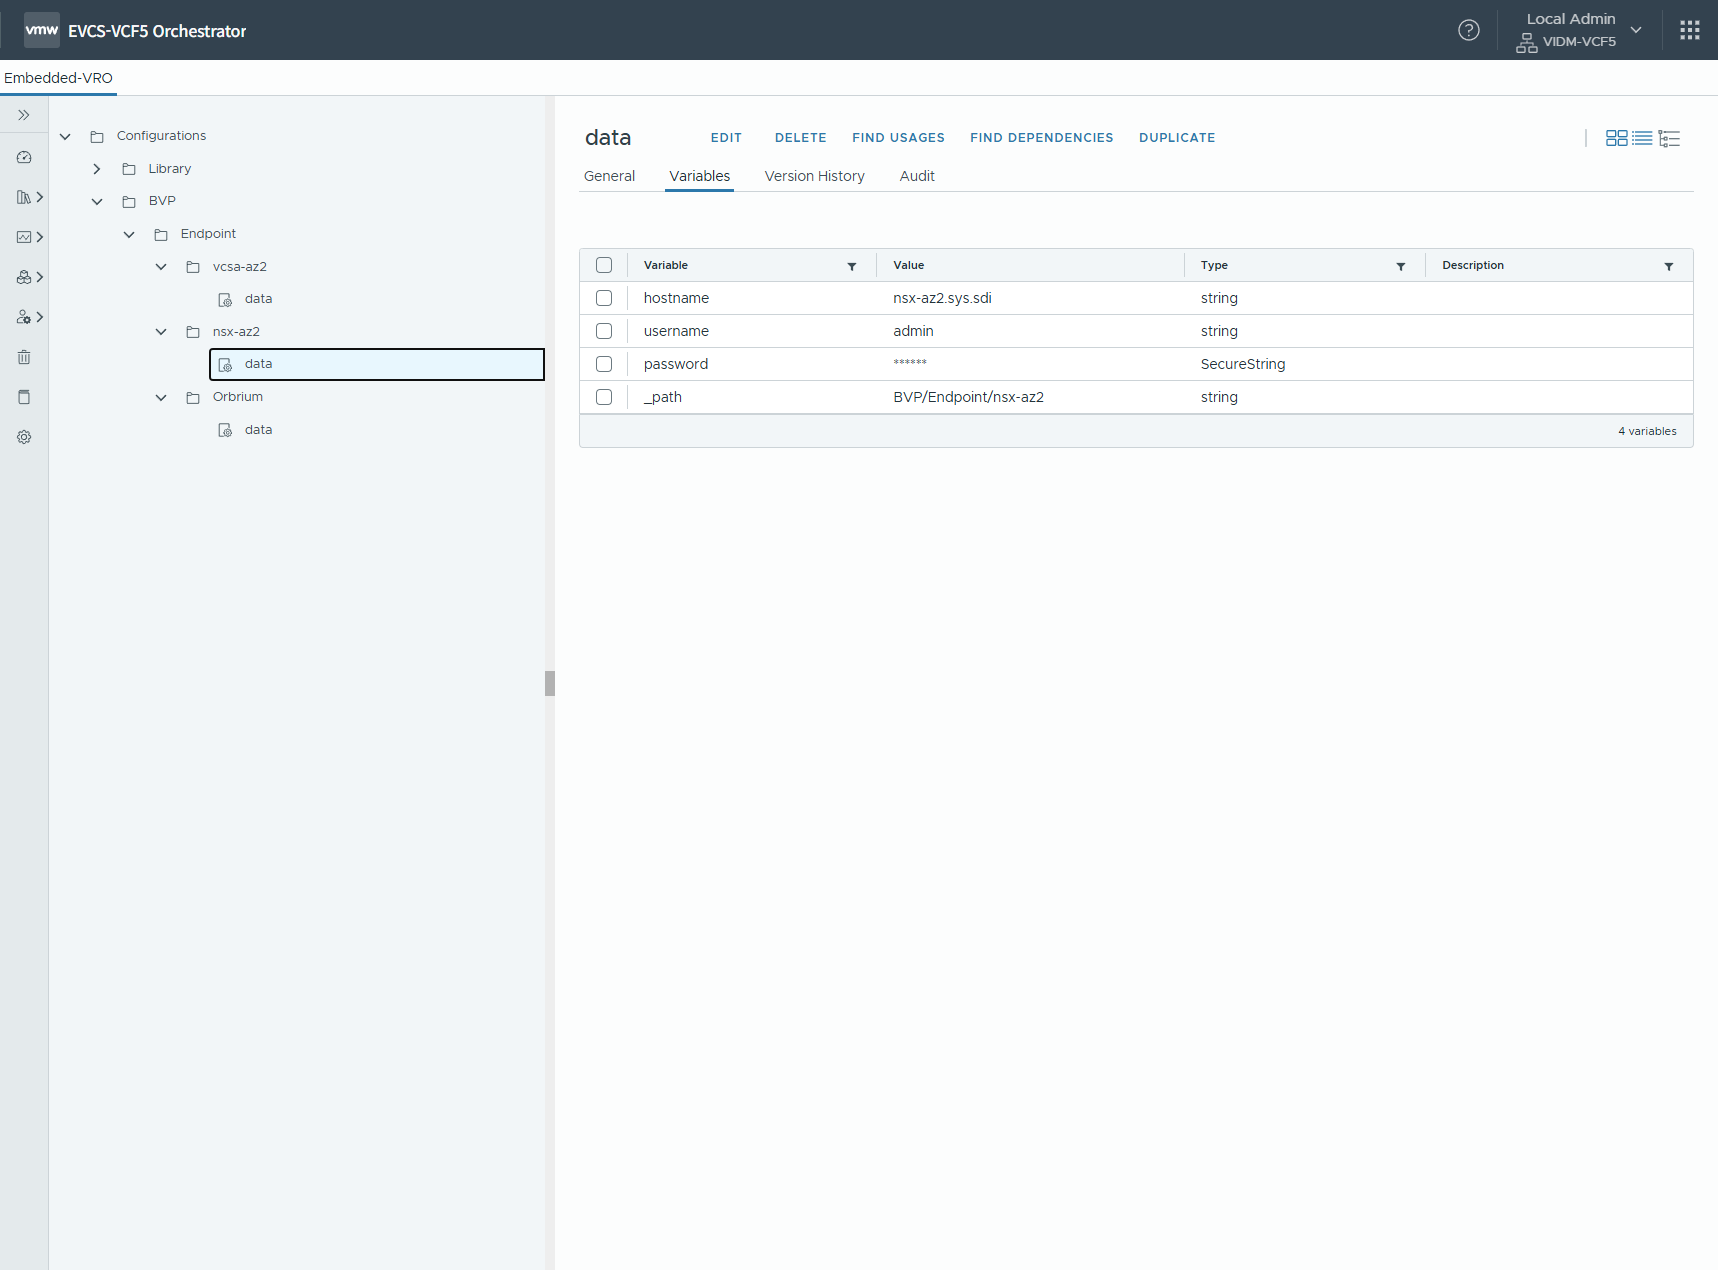 vmw EVCS-VCF5 Orchestrator
Local Admin
VIDM-VCF5
Embedded-VRO
Configurations
Library
BVP
Endpoint
vcsa-az2
data
nsx-az2
data
Orbrium
data
data EDIT DELETE FIND USAGES FIND DEPENDENCIES DUPLICATE
General Variables Version History Audit
Variable Value Type Description
hostname nsx-az2.sys.sdi string
username admin string
password ****** SecureString
_path BVP/Endpoint/nsx-az2 string
4 variables